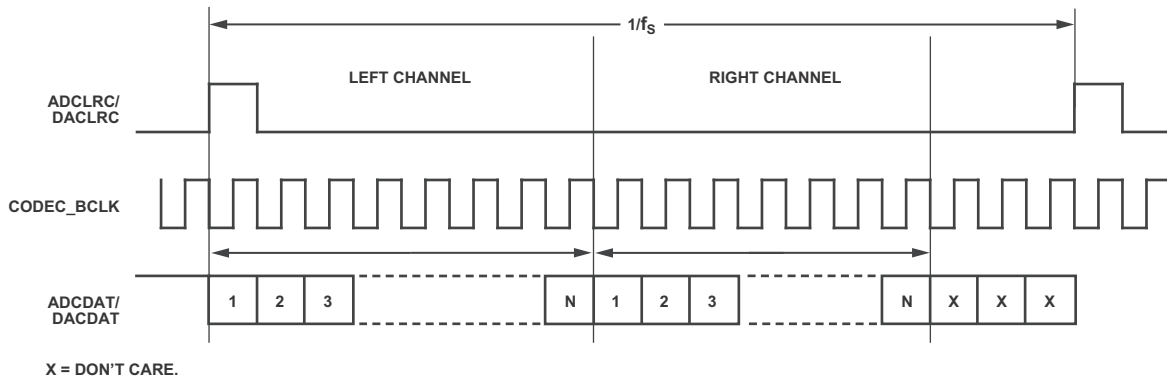 1/fS
LEFT CHANNEL
RIGHT CHANNEL
ADCLRC/
DACLRC
CODEC_BCLK
ADCDAT/
DACDAT
1 2 3 N 1 2 3 N X X X
X = DON'T CARE.